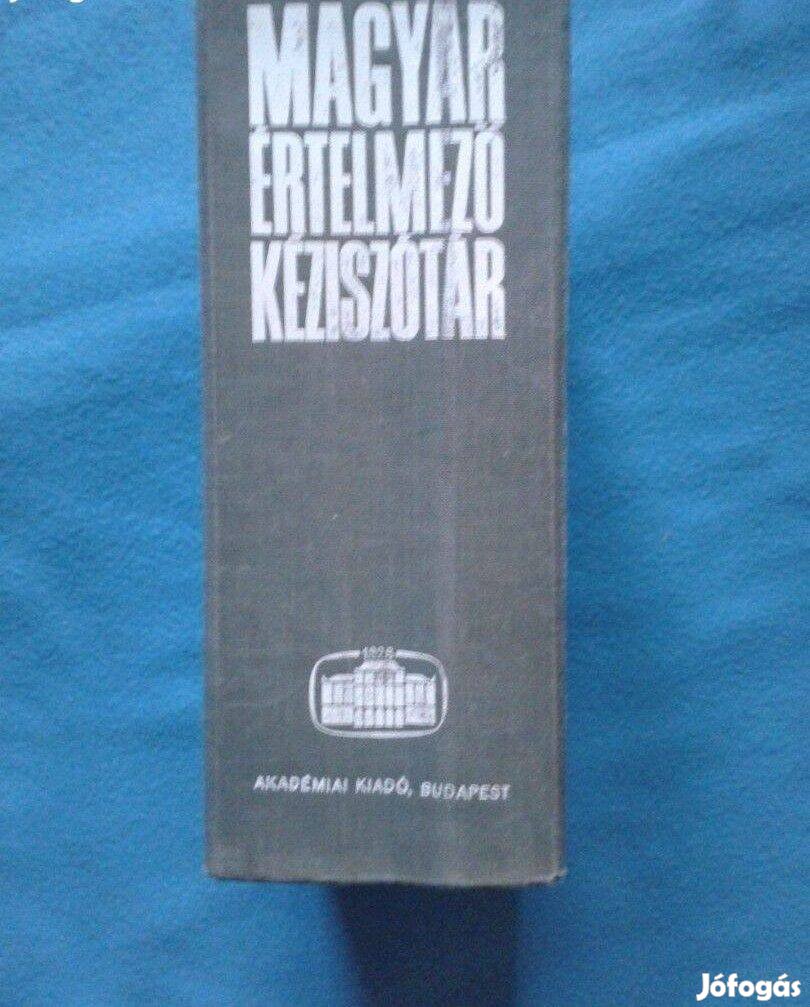 MAGYAR
ÉRTELMEZŐ
KÉZISZÓTÁR
1828
AKADÉMIAI KIADÓ, BUDAPEST
Jófogás